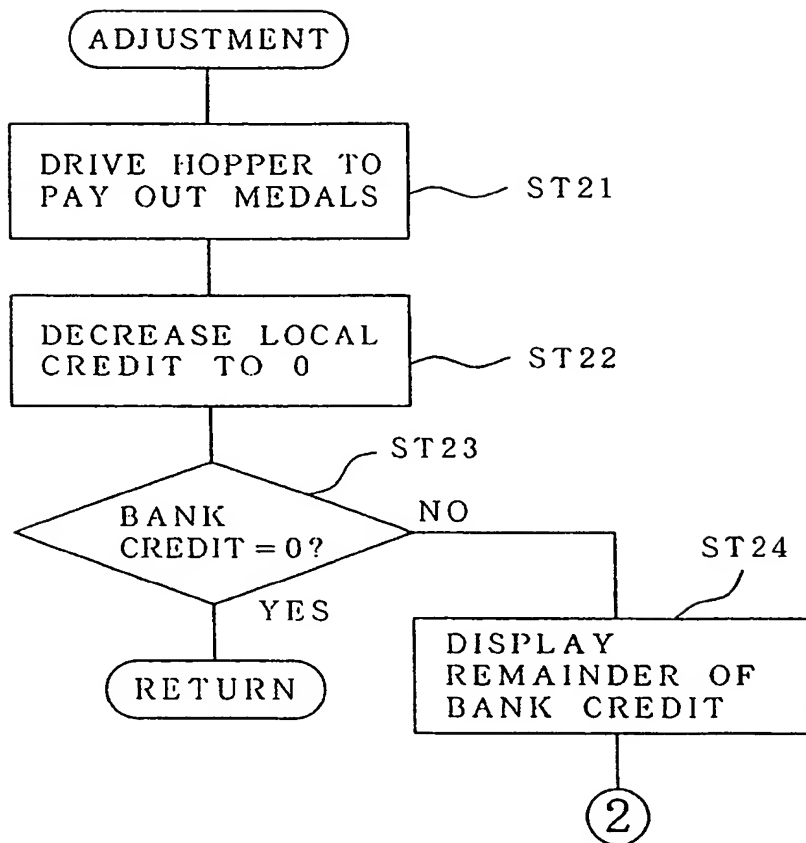 ADJUSTMENT
DRIVE HOPPER TO
PAY OUT MEDALS
ST21
DECREASE LOCAL
CREDIT TO 0
ST22
ST23
BANK
CREDIT=0?
NO
YES
ST24
DISPLAY
REMAINDER OF
BANK CREDIT
RETURN
2